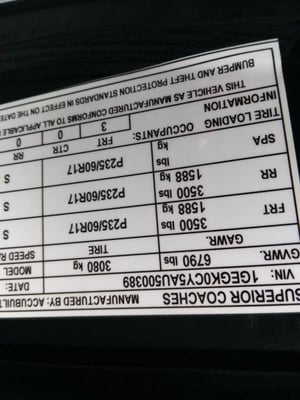 SUPERIOR COACHES MANUFACTURED BY: ACCUBUILT
VIN: 1GEGK0CY5AU500389 DATE:
GVWR. 6790 lbs 3080 kg MODEL
GAWR. TIRE SPEED R
FRT 3500 lbs 1588 kg P235/60R17 S
RR 3500 lbs 1588 kg P235/60R17 S
SPA lbs kg P235/60R17 S
TIRE LOADING INFORMATION OCCUPANTS: FRT CTR RR
3 0 0
THIS VEHICLE AS MANUFACTURED CONFORMS TO ALL APPLICABLE
BUMPER AND THEFT PROTECTION STANDARDS IN EFFECT ON THE DATE